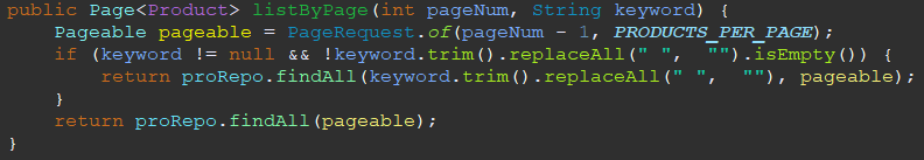 public Page<Product> listByPage(int pageNum, String keyword) {
    Pageable pageable = PageRequest.of(pageNum - 1, PRODUCTS_PER_PAGE);
    if (keyword != null && !keyword.trim().replaceAll(" ", "").isEmpty()) {
        return proRepo.findAll(keyword.trim().replaceAll(" ", ""), pageable);
    }
    return proRepo.findAll(pageable);
}